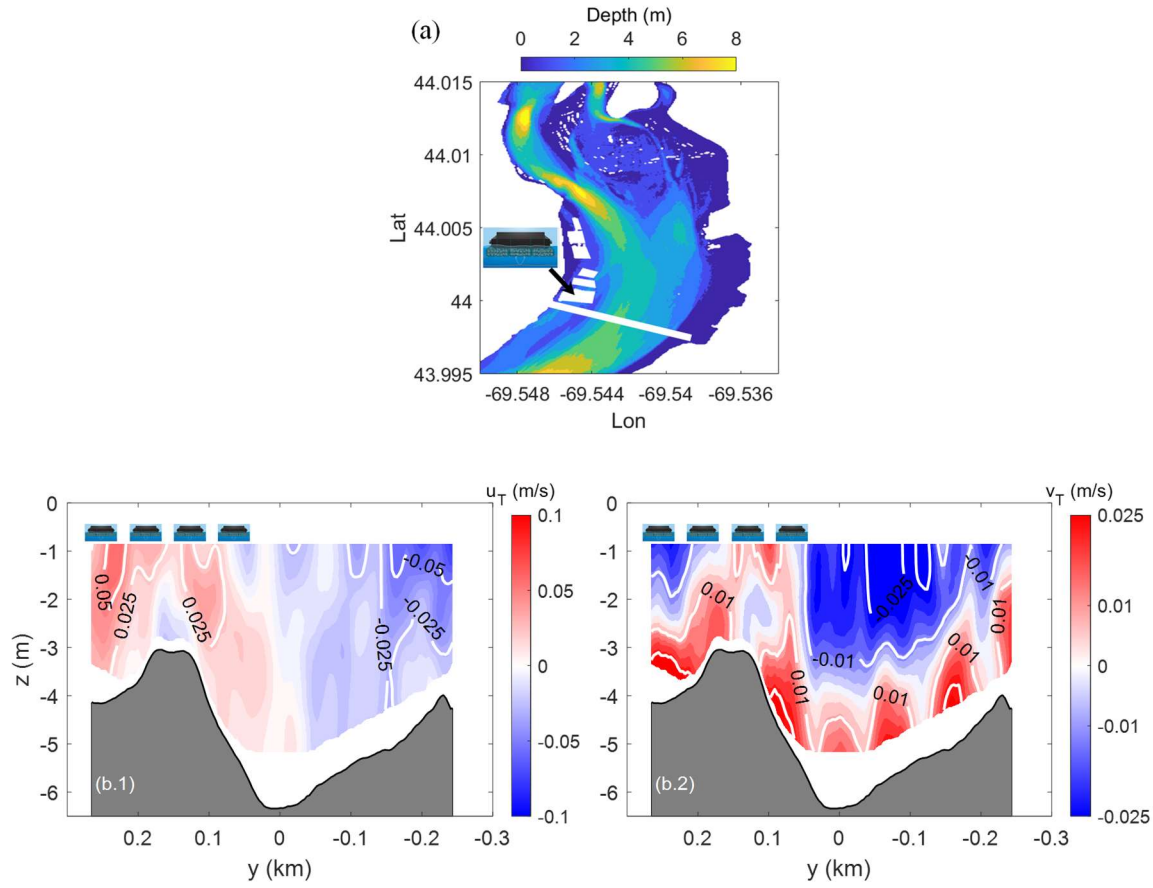 (a)
Depth (m)
0 2 4 6 8
44.015
44.01
44.005
44
43.995
Lat
-69.548 -69.544 -69.54 -69.536
Lon
0
-1
-2
-3
-4
-5
-6
z (m)
0.05
0.025
0.025
-0.05
-0.025
-0.025
(b.1)
0.2 0.1 0 -0.1 -0.2 -0.3
y (km)
u_T (m/s)
0.1
0.05
0
-0.05
-0.1
0
-1
-2
-3
-4
-5
-6
0.01
0.01
-0.025
-0.01
-0.01
0.01
0.01
0.01
(b.2)
0.2 0.1 0 -0.1 -0.2 -0.3
y (km)
v_T (m/s)
0.025
0.01
0
-0.01
-0.025